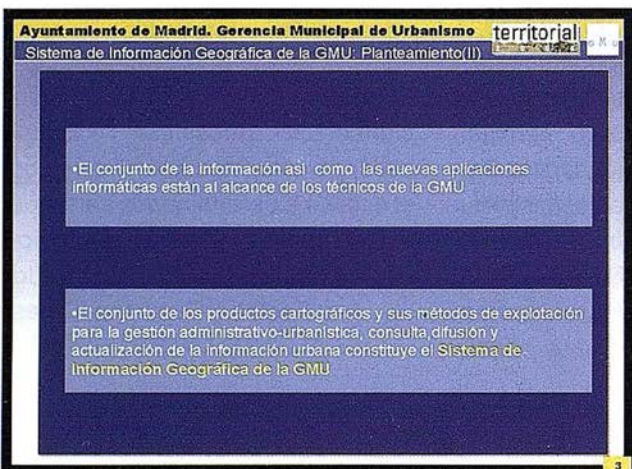 Ayuntamiento de Madrid. Gerencia Municipal de Urbanismo
territorial
G M U
Sistema de Información Geográfica de la GMU: Planteamiento(II)
•El conjunto de la información asi como las nuevas aplicaciones
informáticas están al alcance de los técnicos de la GMU
•El conjunto de los productos cartográficos y sus métodos de explotación
para la gestión administrativo-urbanística, consulta,difusión y
actualización de la información urbana constituye el Sistema de
Información Geográfica de la GMU
3